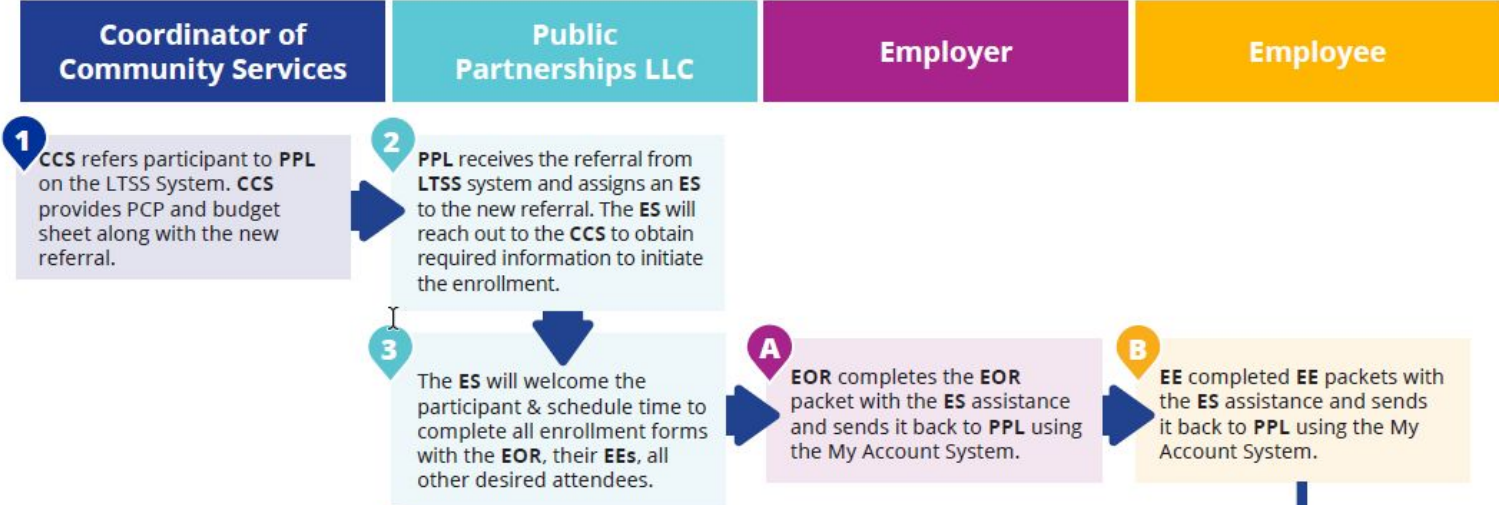 Coordinator of
Community Services
Public
Partnerships LLC
Employer
Employee
1
CCS refers participant to PPL
on the LTSS System. CCS
provides PCP and budget
sheet along with the new
referral.
2
PPL receives the referral from
LTSS system and assigns an ES
to the new referral. The ES will
reach out to the CCS to obtain
required information to initiate
the enrollment.
3
The ES will welcome the
participant & schedule time to
complete all enrollment forms
with the EOR, their EEs, all
other desired attendees.
A
EOR completes the EOR
packet with the ES assistance
and sends it back to PPL using
the My Account System.
B
EE completed EE packets with
the ES assistance and sends
it back to PPL using the My
Account System.